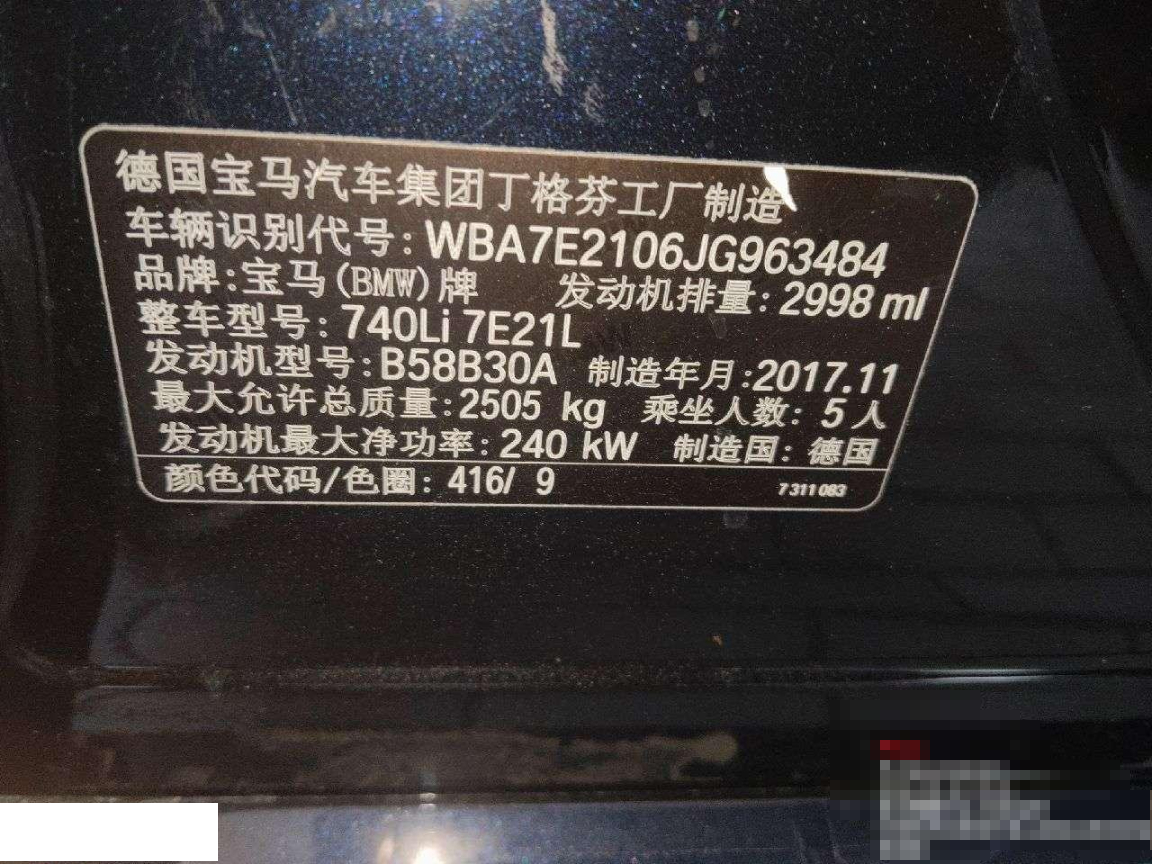 德国宝马汽车集团丁格芬工厂制造
车辆识别代号: WBA7E2106JG963484
品牌: 宝马(BMW)牌 发动机排量: 2998 ml
整车型号: 740Li 7E21L
发动机型号: B58B30A 制造年月: 2017.11
最大允许总质量: 2505 kg 乘坐人数: 5 人
发动机最大净功率: 240 kW 制造国: 德国
颜色代码/色圈: 416/ 9 7 311 083